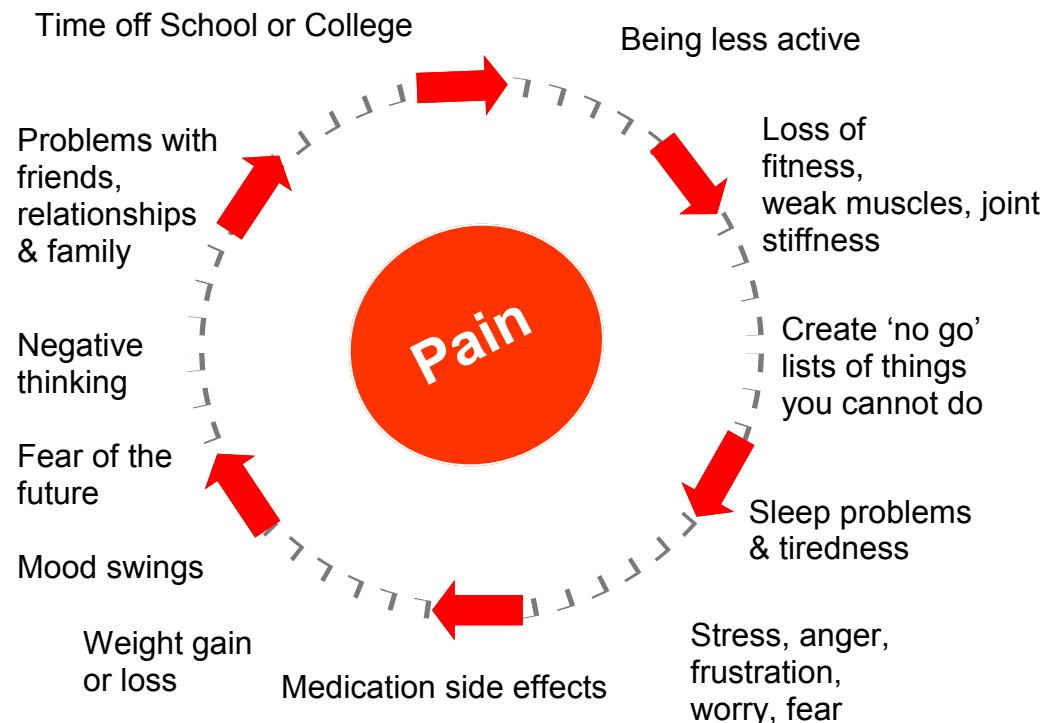 Time off School or College
Being less active
Loss of
fitness,
weak muscles, joint
stiffness
Create ‘no go’
lists of things
you cannot do
Sleep problems
& tiredness
Stress, anger,
frustration,
worry, fear
Medication side effects
Weight gain
or loss
Mood swings
Fear of the
future
Negative
thinking
Problems with
friends,
relationships
& family
Pain